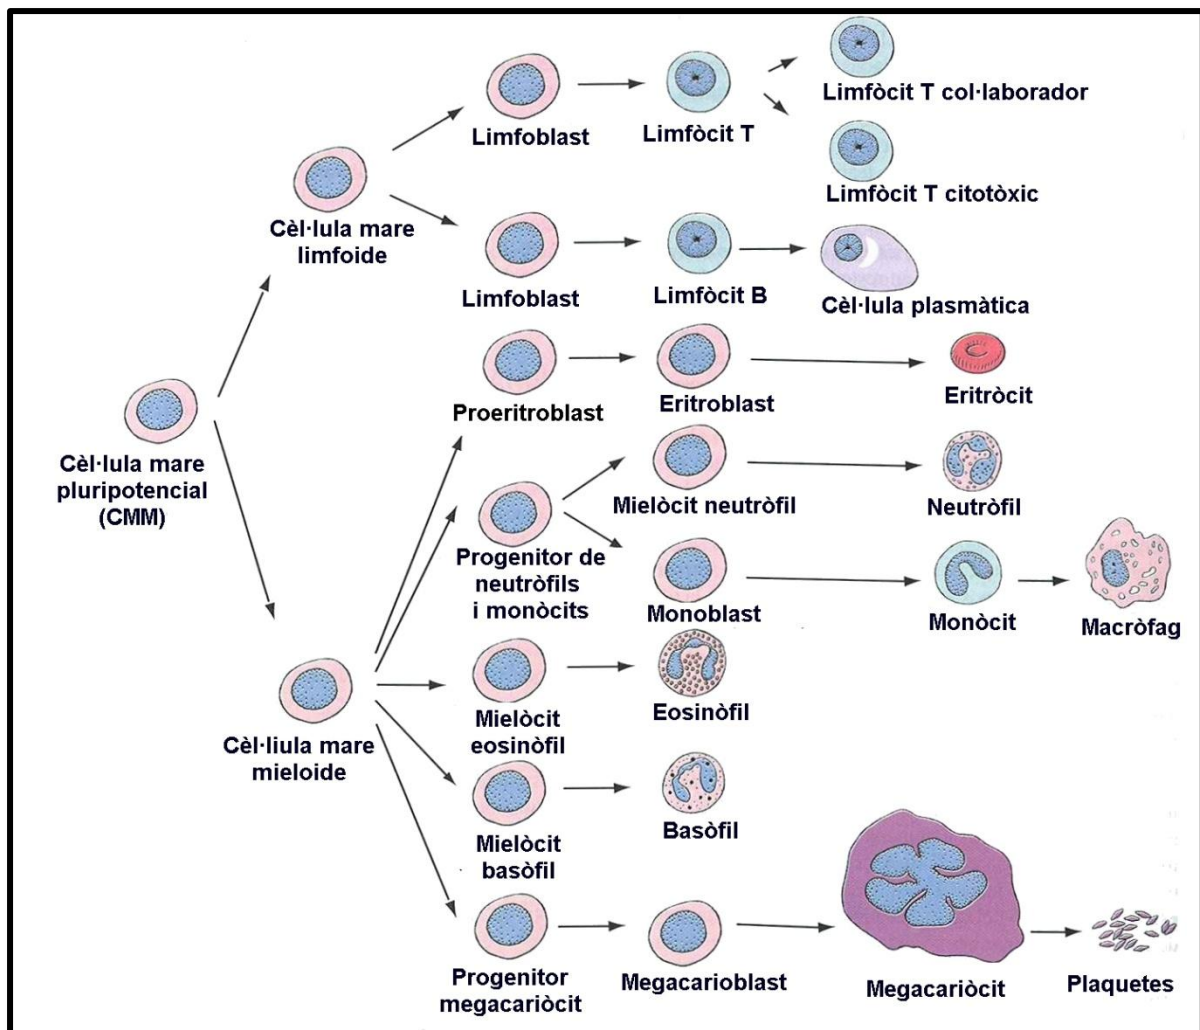 Limfoblast
Limfòcit T
Limfòcit T col·laborador
Limfòcit T citotòxic
Cèl·lula mare
limfoide
Limfoblast
Limfòcit B
Cèl·lula plasmàtica
Cèl·lula mare
pluripotencial
(CMM)
Proeritroblast
Eritroblast
Eritròcit
Progenitor de
neutròfils
i monòcits
Mielòcit neutròfil
Neutròfil
Monoblast
Monòcit
Macròfag
Cèl·liula mare
mieloide
Mielòcit
eosinòfil
Eosinòfil
Mielòcit
basòfil
Basòfil
Progenitor
megacariòcit
Megacarioblast
Megacariòcit
Plaquetes